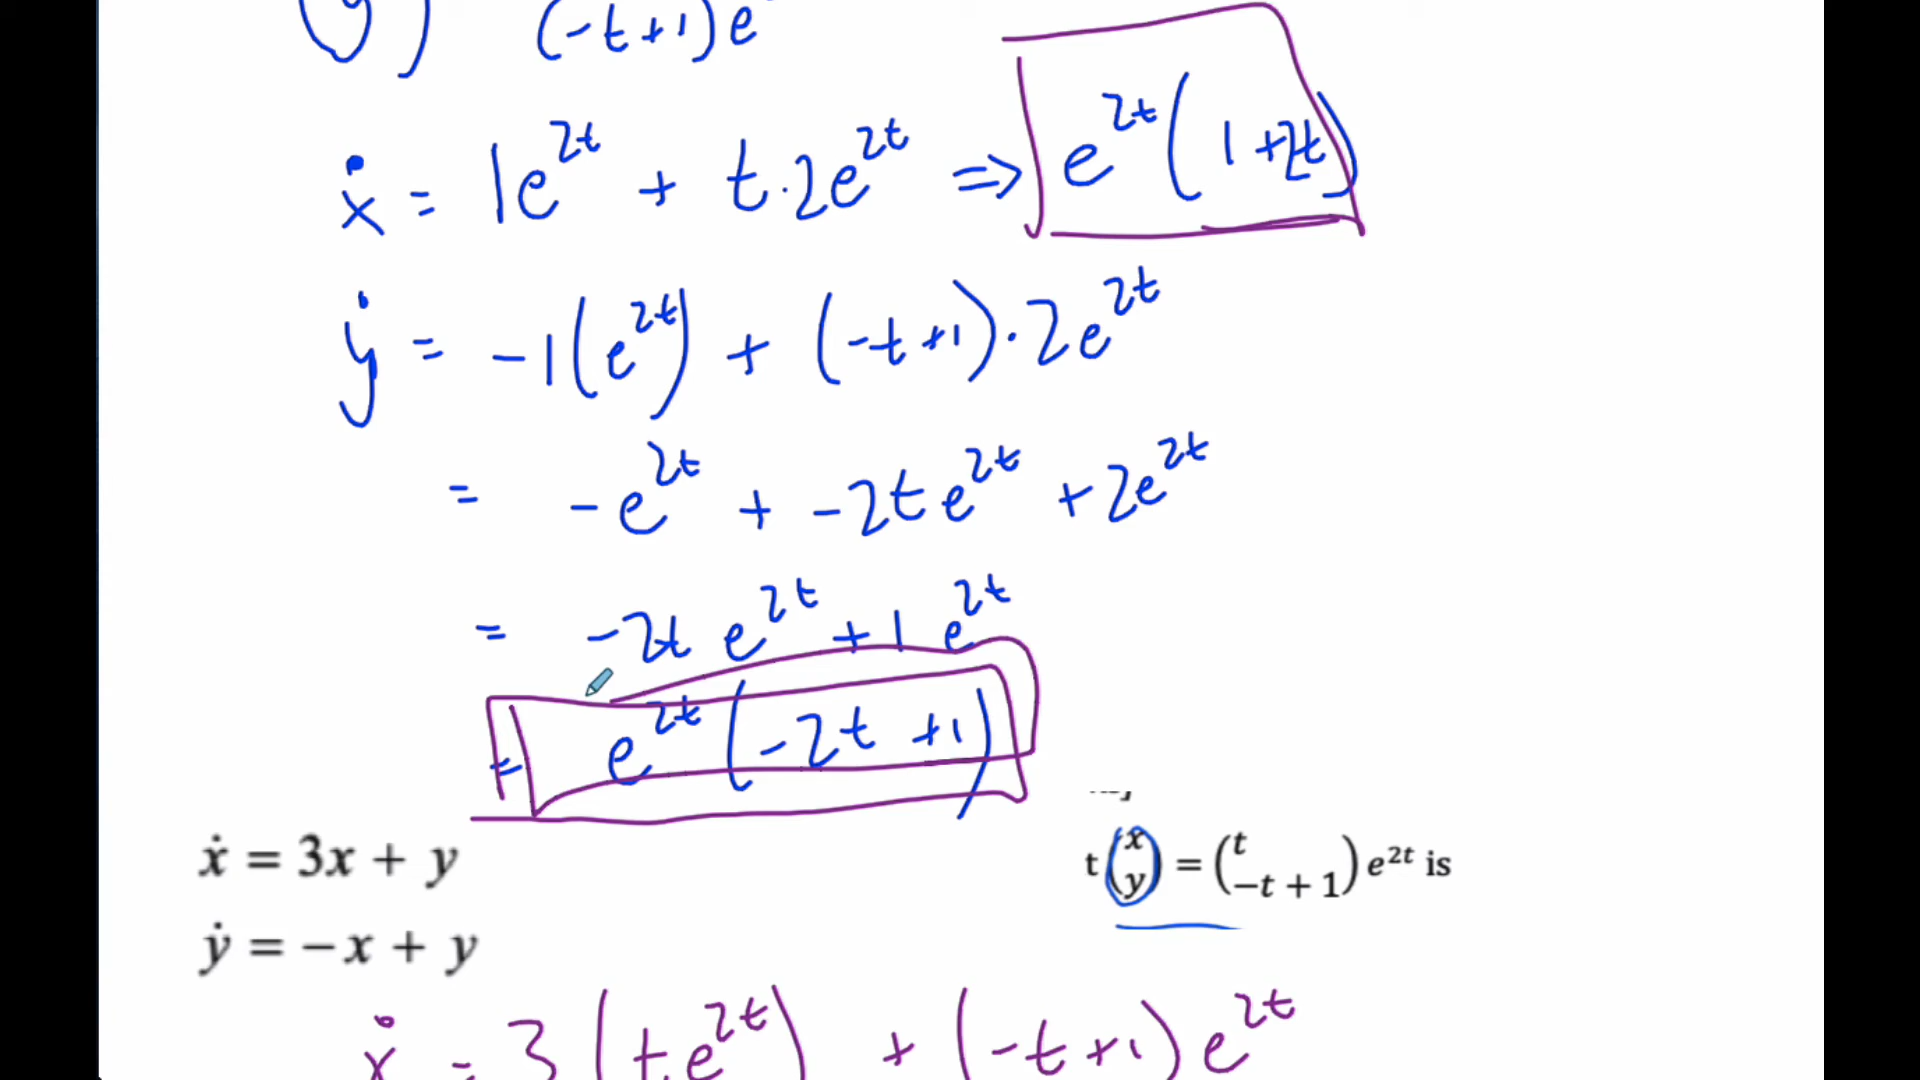 y) (-t+1)e
ẋ = 1e^{2t} + t·2e^{2t} ⇒ e^{2t}(1+2t)
ẏ = -1(e^{2t}) + (-t+1)·2e^{2t}
= -e^{2t} + -2te^{2t} +2e^{2t}
= -2t e^{2t} +1 e^{2t}
= e^{2t}(-2t +1)
ẋ = 3x + y
t(x y) = (t -t + 1) e^{2t} is
ẏ = −x + y
ẋ = 3(te^{2t}) + (-t+1)e^{2t}